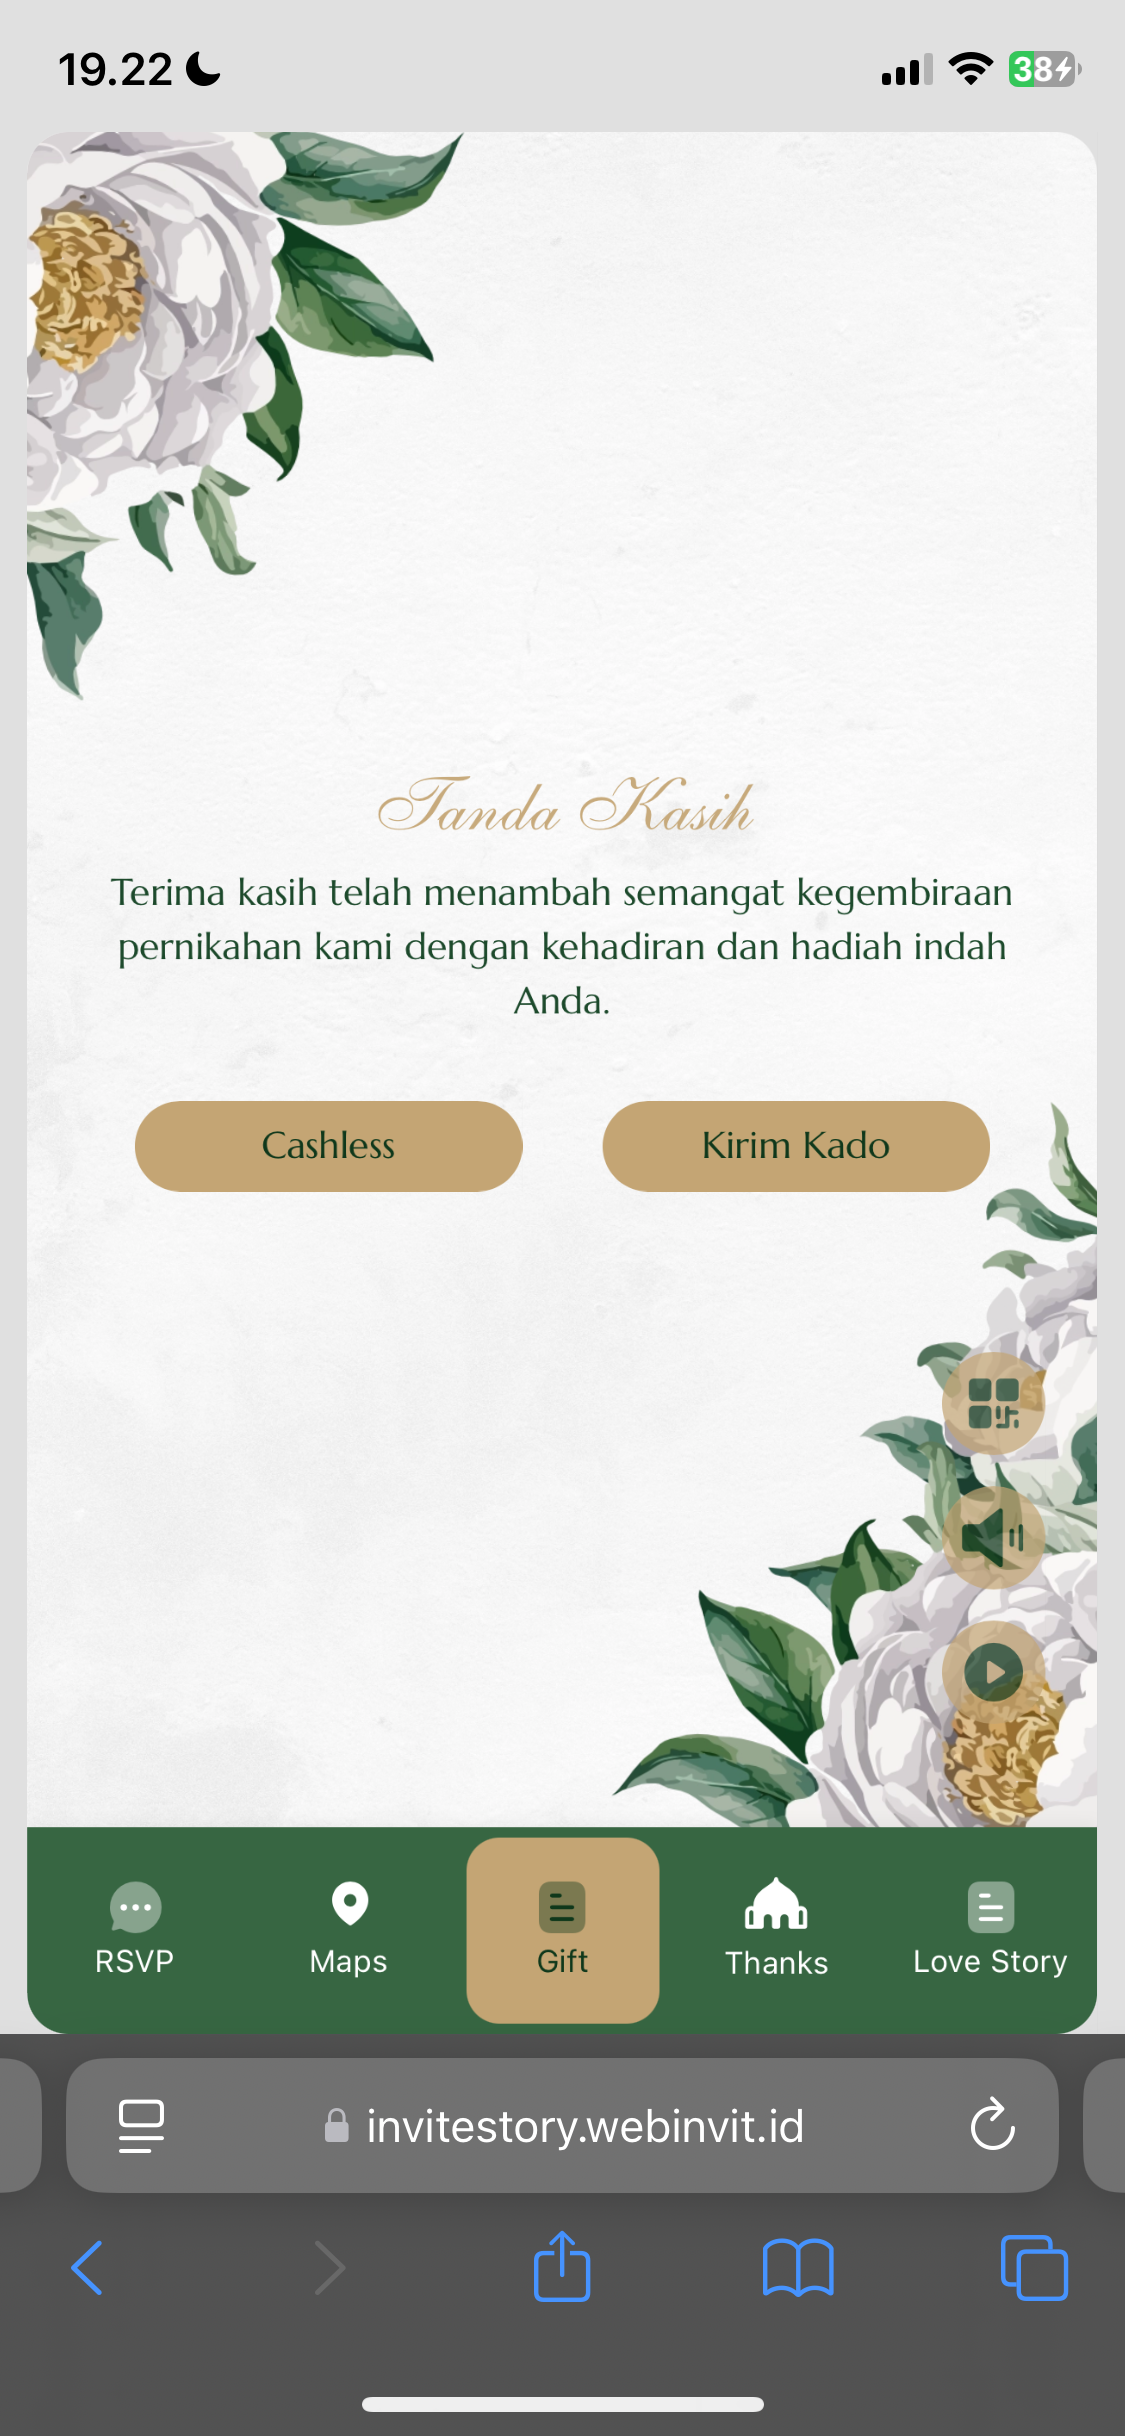 19.22
38
Tanda Kasih
Terima kasih telah menambah semangat kegembiraan
pernikahan kami dengan kehadiran dan hadiah indah
Anda.
Cashless
Kirim Kado
RSVP
Maps
Gift
Thanks
Love Story
invitestory.webinvit.id